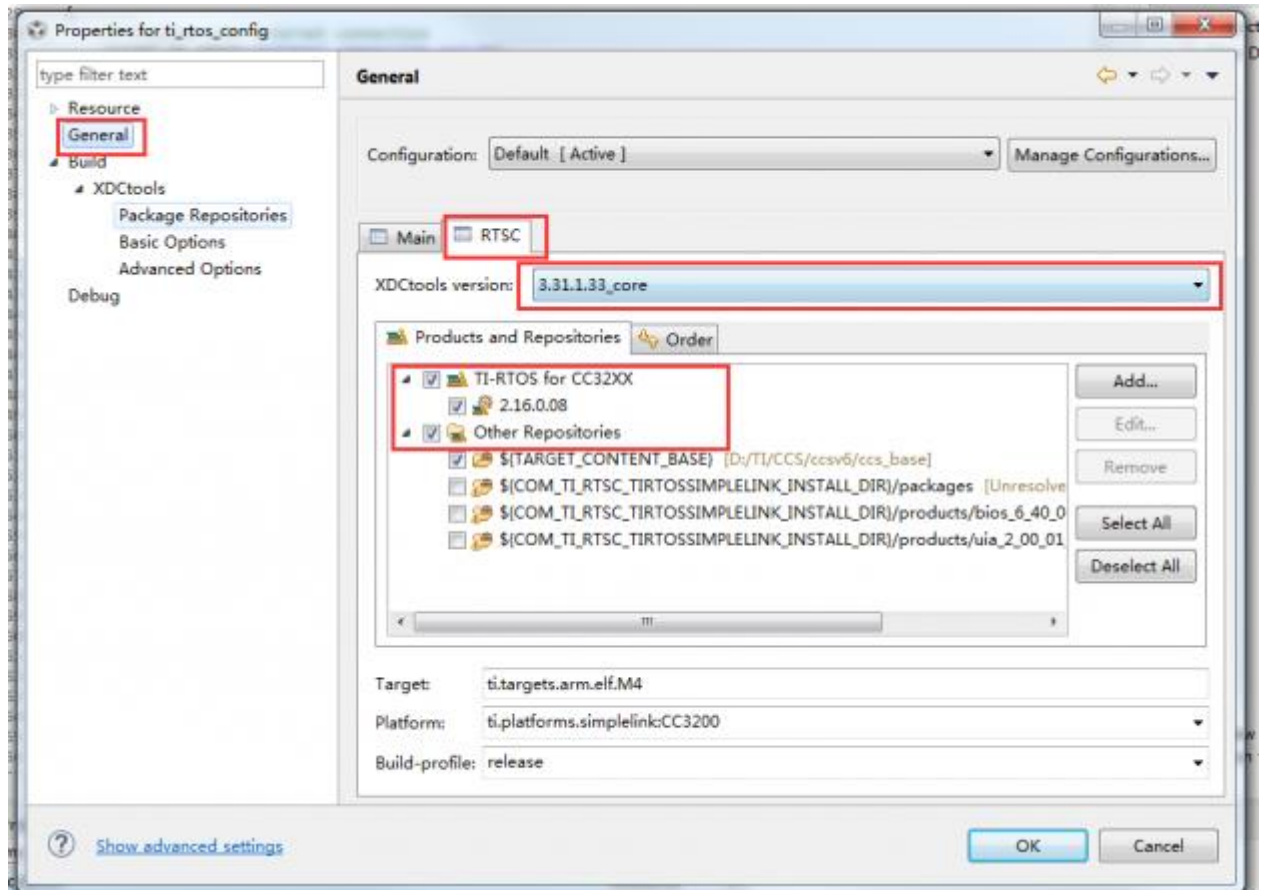 Properties for ti_rtos_config
type filter text
General
Resource
General
Build
XDCtools
Package Repositories
Basic Options
Advanced Options
Debug
Configuration: Default [ Active ]
Manage Configurations...
Main
RTSC
XDCtools version: 3.31.1.33_core
Products and Repositories
Order
TI-RTOS for CC32XX
2.16.0.08
Other Repositories
${TARGET_CONTENT_BASE} [D:/TI/CCS/ccsv6/ccs_base]
${COM_TI_RTSC_TIRTOSSIMPLELINK_INSTALL_DIR}/packages [Unresolve
${COM_TI_RTSC_TIRTOSSIMPLELINK_INSTALL_DIR}/products/bios_6_40_0
${COM_TI_RTSC_TIRTOSSIMPLELINK_INSTALL_DIR}/products/uia_2_00_01
Add...
Edit...
Remove
Select All
Deselect All
Target: ti.targets.arm.elf.M4
Platform: ti.platforms.simplelink:CC3200
Build-profile: release
Show advanced settings
OK
Cancel